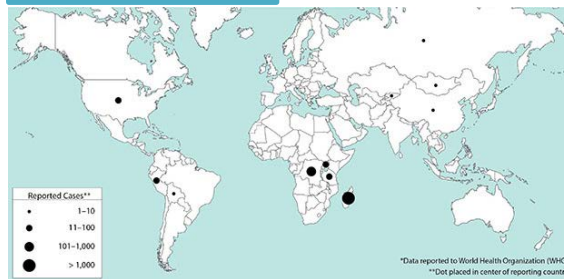 Reported Cases**
1–10
11–100
101–1,000
> 1,000
*Data reported to World Health Organization (WHO
**Dot placed in center of reporting countr